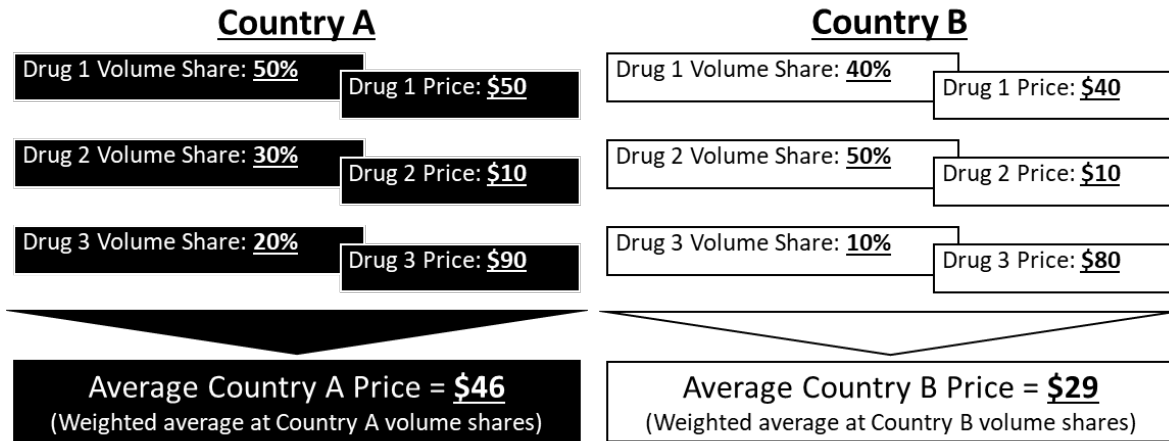 Country A
Drug 1 Volume Share: 50%
Drug 1 Price: $50
Drug 2 Volume Share: 30%
Drug 2 Price: $10
Drug 3 Volume Share: 20%
Drug 3 Price: $90
Average Country A Price = $46
(Weighted average at Country A volume shares)
Country B
Drug 1 Volume Share: 40%
Drug 1 Price: $40
Drug 2 Volume Share: 50%
Drug 2 Price: $10
Drug 3 Volume Share: 10%
Drug 3 Price: $80
Average Country B Price = $29
(Weighted average at Country B volume shares)